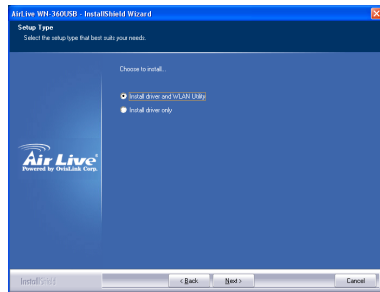 AirLive WN-360USB - InstallShield Wizard
Setup Type
Select the setup type that best suits your needs.
Choose to install...
Install driver and WLAN Utility
Install driver only
Air Live
Powered by OvisLink Corp.
InstallShield
< Back
Next >
Cancel